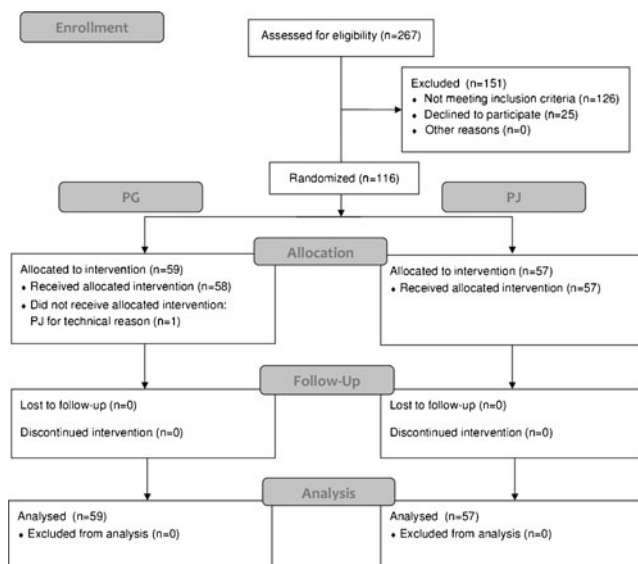 Enrollment
Assessed for eligibility (n=267)
Excluded (n=151)
♦ Not meeting inclusion criteria (n=126)
♦ Declined to participate (n=25)
♦ Other reasons (n=0)
Randomized (n=116)
PG
PJ
Allocation
Allocated to intervention (n=59)
♦ Received allocated intervention (n=58)
♦ Did not receive allocated intervention:
PJ for technical reason (n=1)
Allocated to intervention (n=57)
♦ Received allocated intervention (n=57)
Follow-Up
Lost to follow-up (n=0)
Discontinued intervention (n=0)
Lost to follow-up (n=0)
Discontinued intervention (n=0)
Analysis
Analysed (n=59)
♦ Excluded from analysis (n=0)
Analysed (n=57)
♦ Excluded from analysis (n=0)